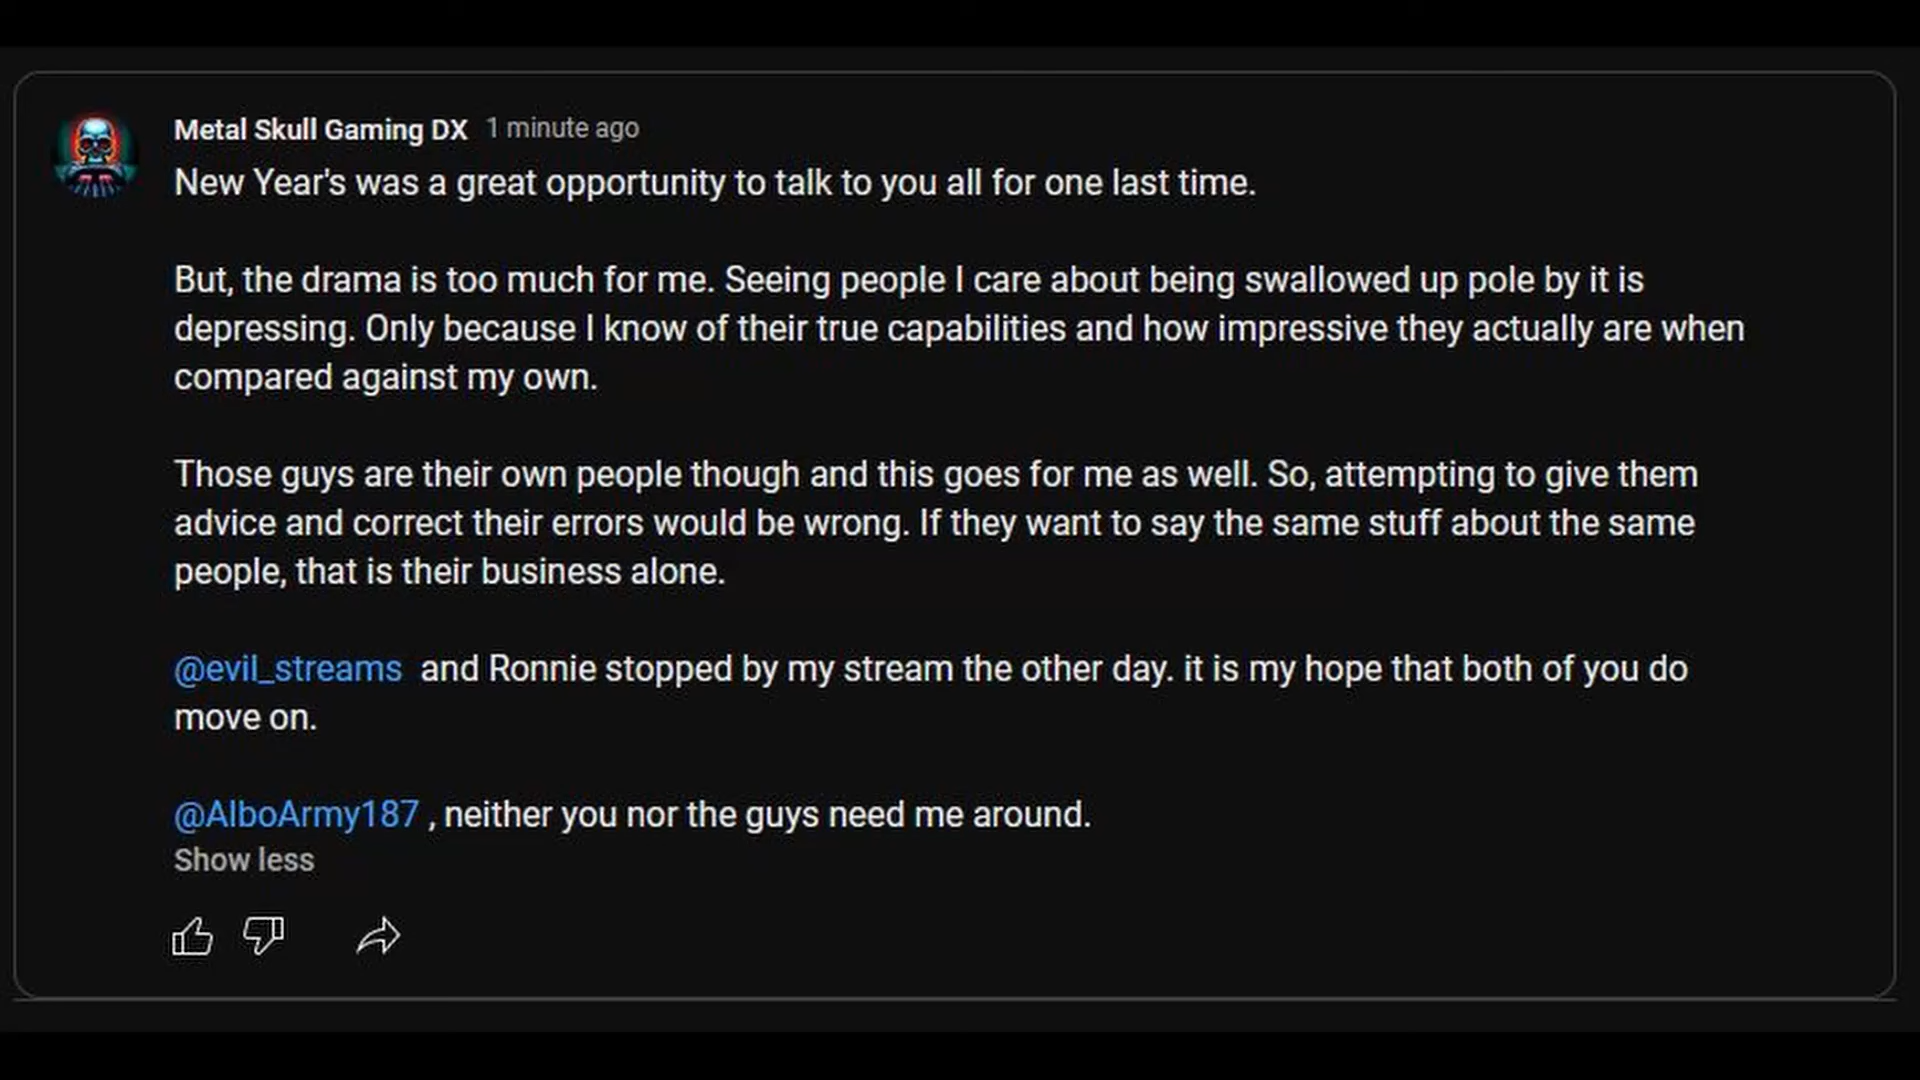 Metal Skull Gaming DX 1 minute ago
New Year's was a great opportunity to talk to you all for one last time.
But, the drama is too much for me. Seeing people I care about being swallowed up pole by it is
depressing. Only because I know of their true capabilities and how impressive they actually are when
compared against my own.
Those guys are their own people though and this goes for me as well. So, attempting to give them
advice and correct their errors would be wrong. If they want to say the same stuff about the same
people, that is their business alone.
@evil_streams and Ronnie stopped by my stream the other day. it is my hope that both of you do
move on.
@AlboArmy187 , neither you nor the guys need me around.
Show less